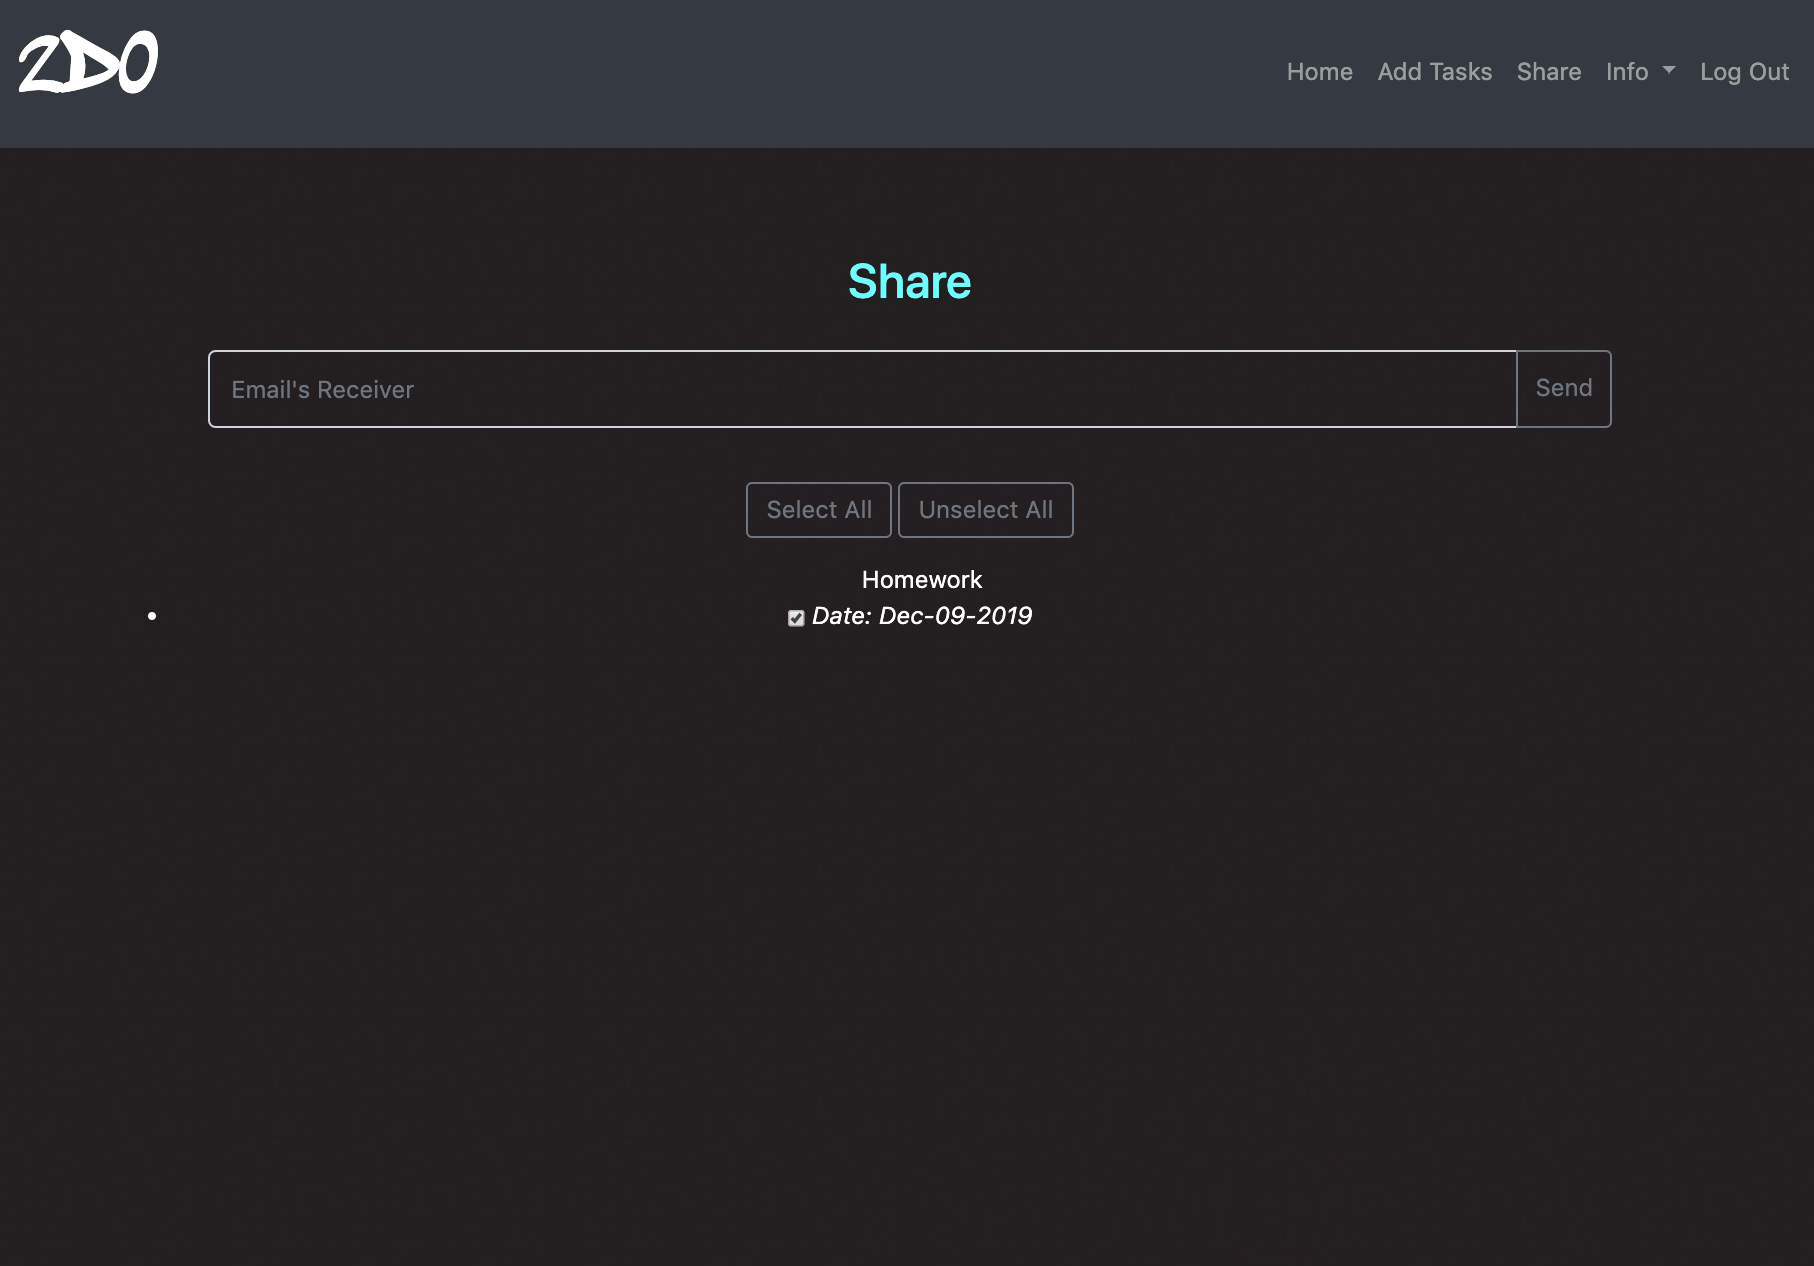 2DO
Home Add Tasks Share Info Log Out
Share
Email's Receiver Send
Select All Unselect All
Homework
Date: Dec-09-2019